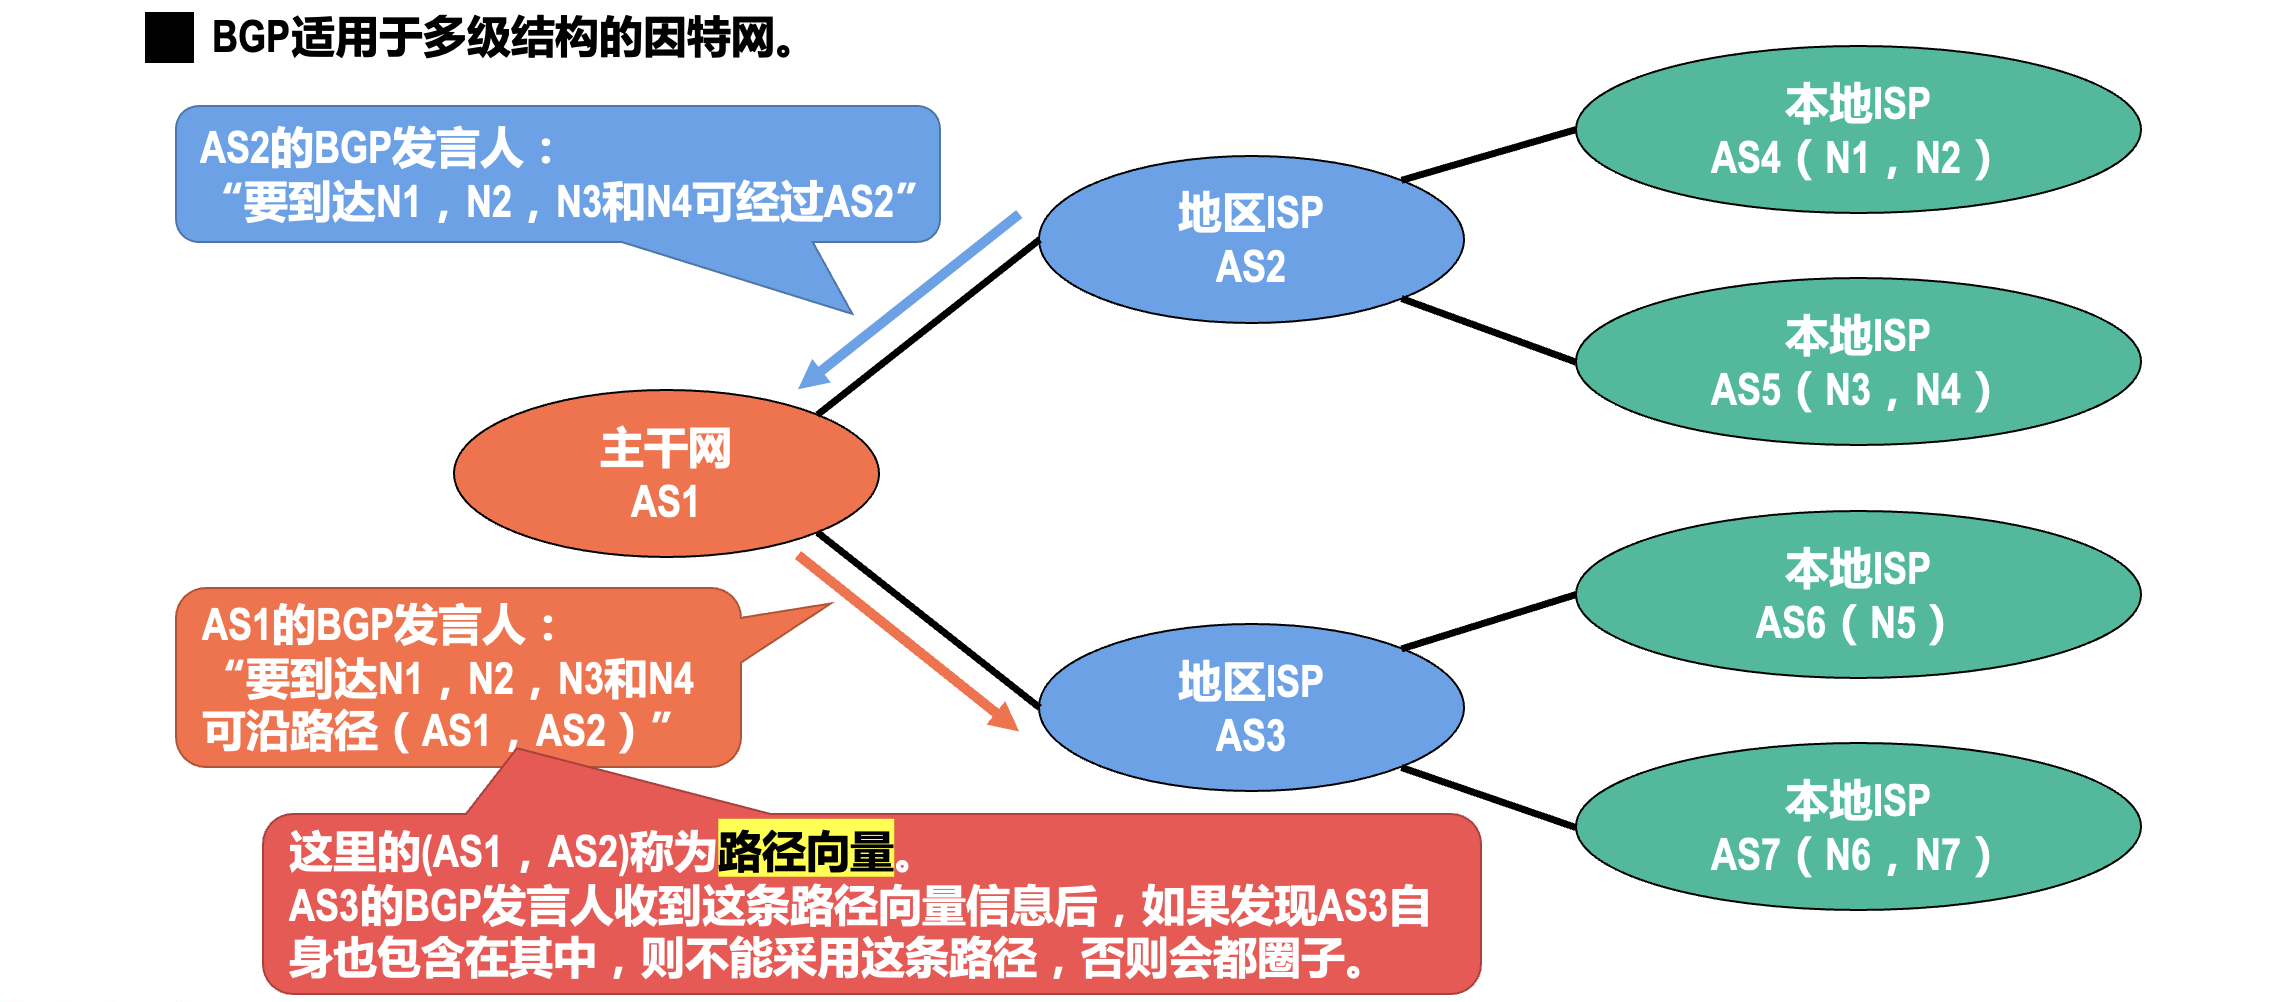 BGP适用于多级结构的因特网。
AS2的BGP发言人：
“要到达N1，N2，N3和N4可经过AS2”
地区ISP
AS2
本地ISP
AS4（N1，N2）
本地ISP
AS5（N3，N4）
主干网
AS1
AS1的BGP发言人：
“要到达N1，N2，N3和N4
可沿路径（AS1，AS2）”
地区ISP
AS3
本地ISP
AS6（N5）
本地ISP
AS7（N6，N7）
这里的(AS1，AS2)称为路径向量。
AS3的BGP发言人收到这条路径向量信息后，如果发现AS3自
身也包含在其中，则不能采用这条路径，否则会都圈子。